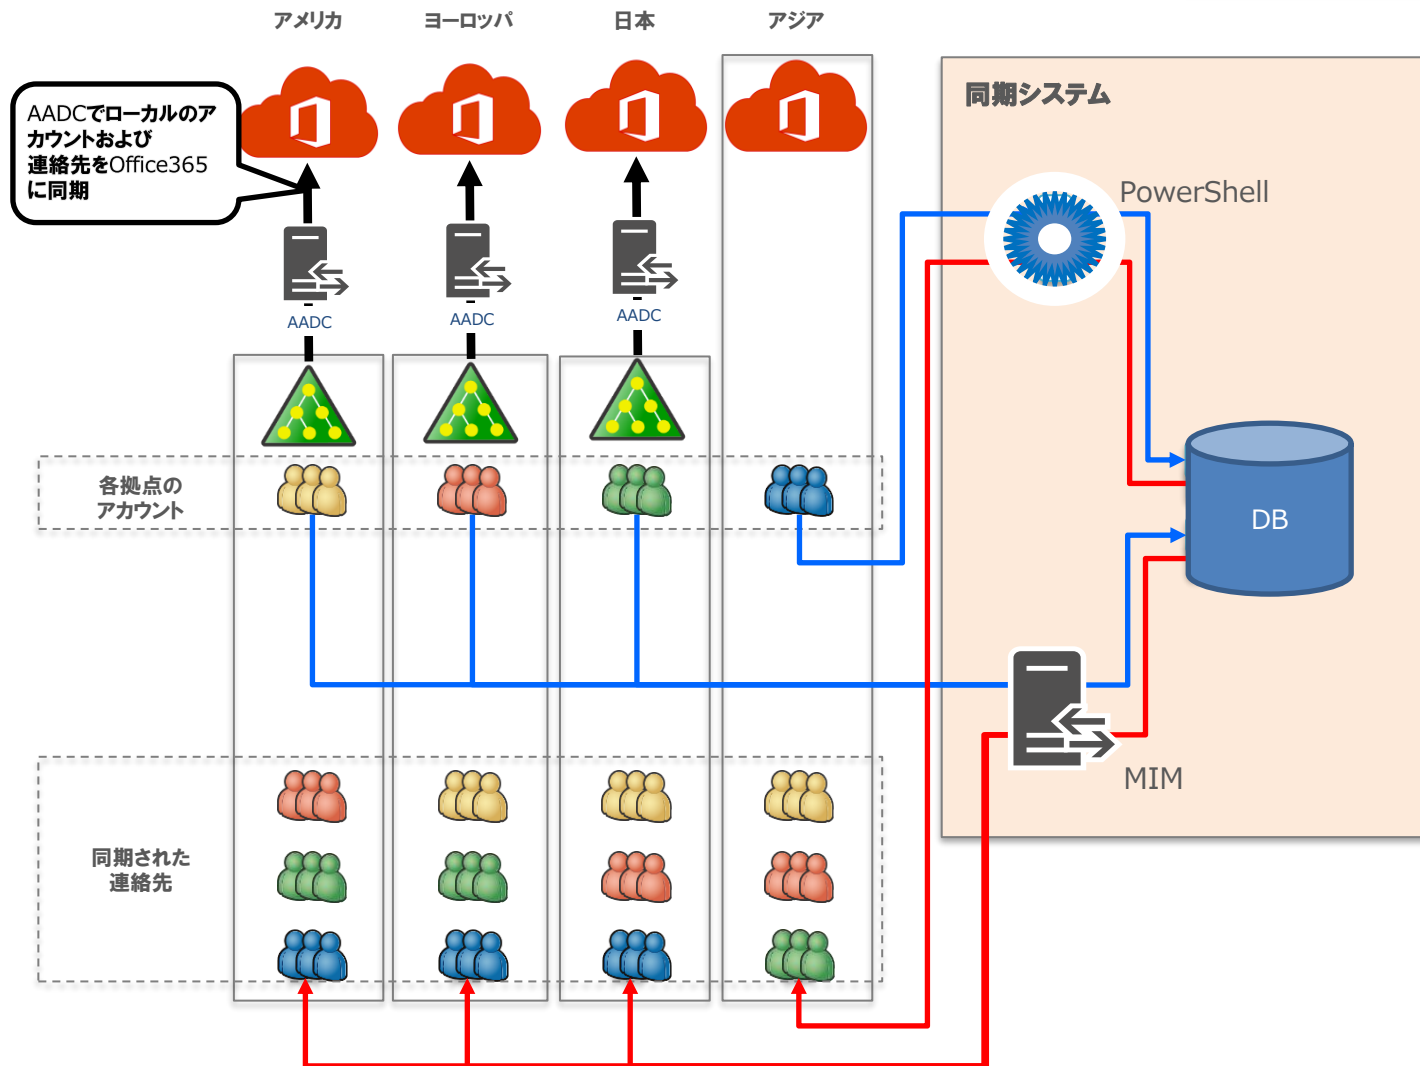 アメリカ
ヨーロッパ
日本
アジア
AADCでローカルのア
カウントおよび
連絡先をOffice365
に同期
同期システム
PowerShell
AADC
AADC
AADC
各拠点の
アカウント
DB
MIM
同期された
連絡先